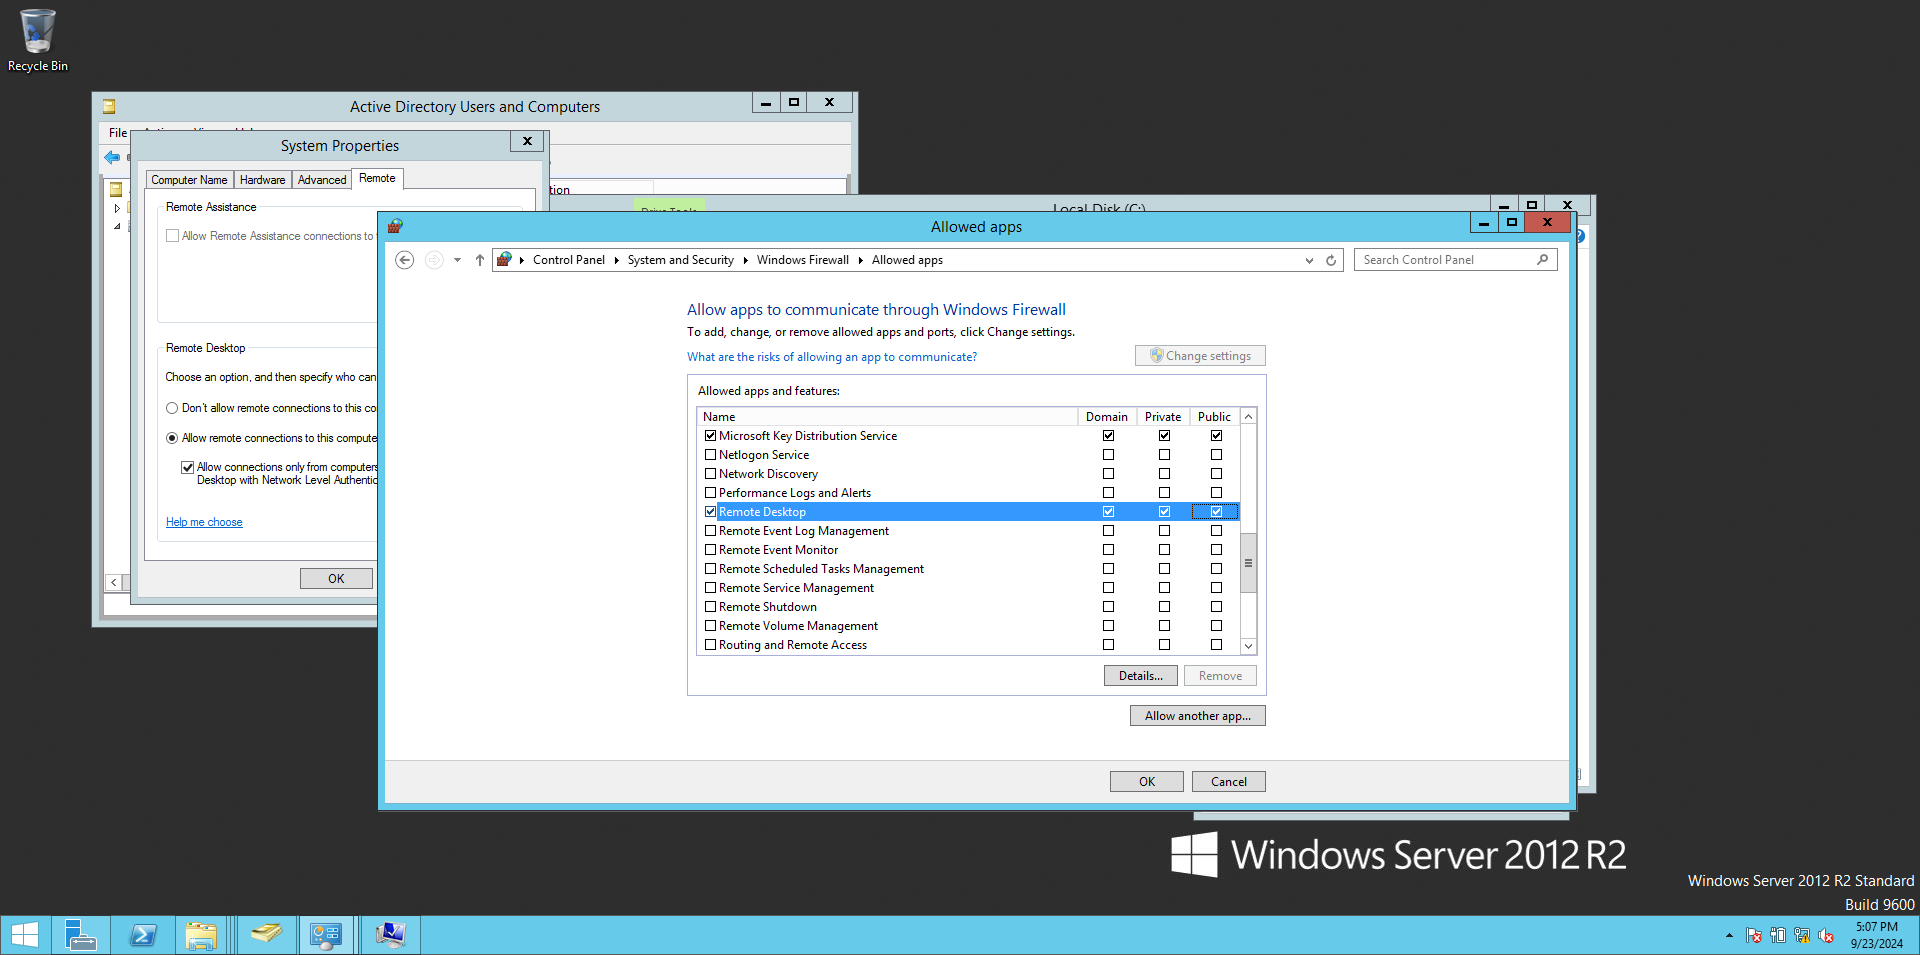 Recycle Bin
Active Directory Users and Computers
File
System Properties
Computer Name Hardware Advanced Remote
Remote Assistance
Allow Remote Assistance connections to
Remote Desktop
Choose an option, and then specify who can
Don't allow remote connections to this co
Allow remote connections to this compute
Allow connections only from computers
Desktop with Network Level Authentic
Help me choose
OK
tion
Drive Tools
Local Disk (C:)
Allowed apps
Control Panel System and Security Windows Firewall Allowed apps
Search Control Panel
Allow apps to communicate through Windows Firewall
To add, change, or remove allowed apps and ports, click Change settings.
What are the risks of allowing an app to communicate?
Change settings
Allowed apps and features:
Name Domain Private Public
Microsoft Key Distribution Service
Netlogon Service
Network Discovery
Performance Logs and Alerts
Remote Desktop
Remote Event Log Management
Remote Event Monitor
Remote Scheduled Tasks Management
Remote Service Management
Remote Shutdown
Remote Volume Management
Routing and Remote Access
Details... Remove
Allow another app...
OK Cancel
Windows Server 2012 R2
Windows Server 2012 R2 Standard
Build 9600
5:07 PM
9/23/2024